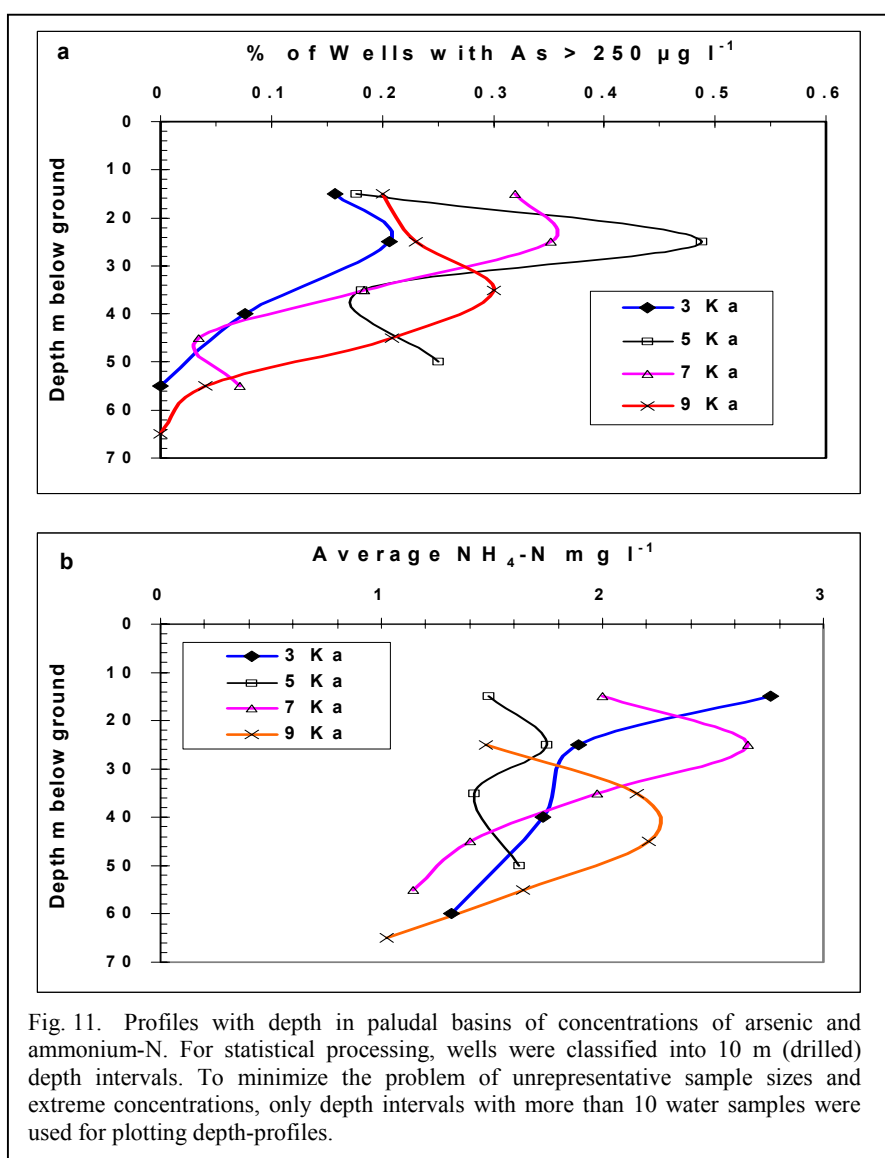 a
% of Wells with As > 250 µg l-1
0 0.1 0.2 0.3 0.4 0.5 0.6
0
10
20
30
40
50
60
70
Depth m below ground
3 Ka
5 Ka
7 Ka
9 Ka
b
Average NH4-N mg l-1
0 1 2 3
0
10
20
30
40
50
60
70
Depth m below ground
3 Ka
5 Ka
7 Ka
9 Ka
Fig. 11. Profiles with depth in paludal basins of concentrations of arsenic and
ammonium-N. For statistical processing, wells were classified into 10 m (drilled)
depth intervals. To minimize the problem of unrepresentative sample sizes and
extreme concentrations, only depth intervals with more than 10 water samples were
used for plotting depth-profiles.